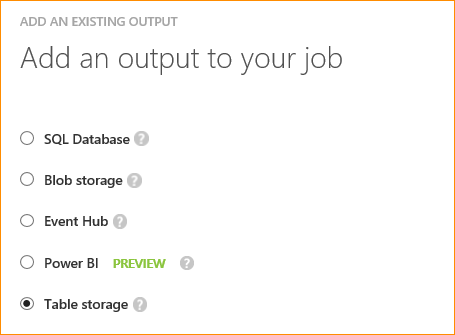 ADD AN EXISTING OUTPUT
Add an output to your job
SQL Database ?
Blob storage ?
Event Hub ?
Power BI PREVIEW ?
Table storage ?